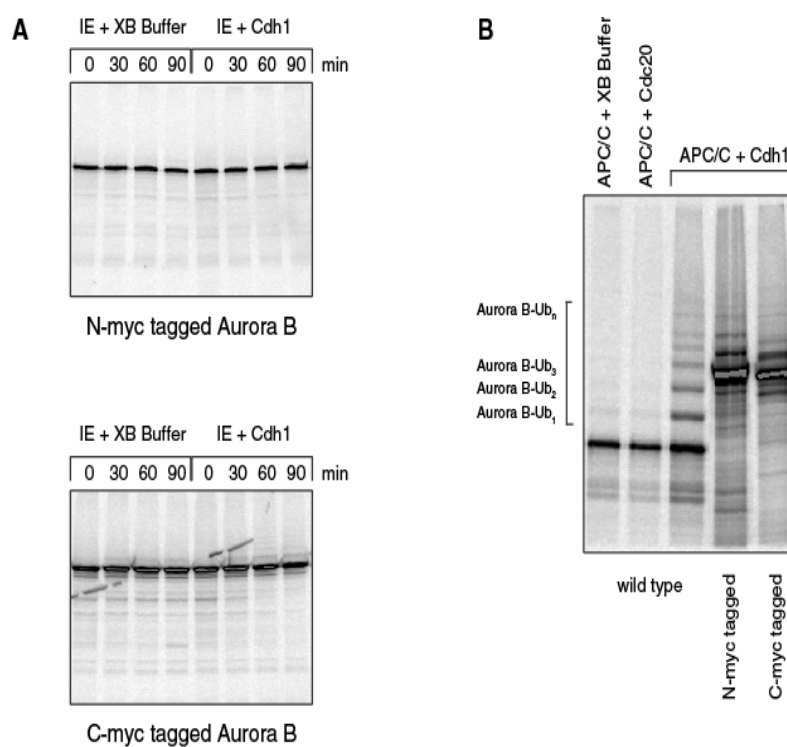 A
IE + XB Buffer IE + Cdh1
0 30 60 90 0 30 60 90 min
N-myc tagged Aurora B
IE + XB Buffer IE + Cdh1
0 30 60 90 0 30 60 90 min
C-myc tagged Aurora B
B
APC/C + XB Buffer
APC/C + Cdc20
APC/C + Cdh1
Aurora B-Ubn
Aurora B-Ub3
Aurora B-Ub2
Aurora B-Ub1
wild type
N-myc tagged
C-myc tagged